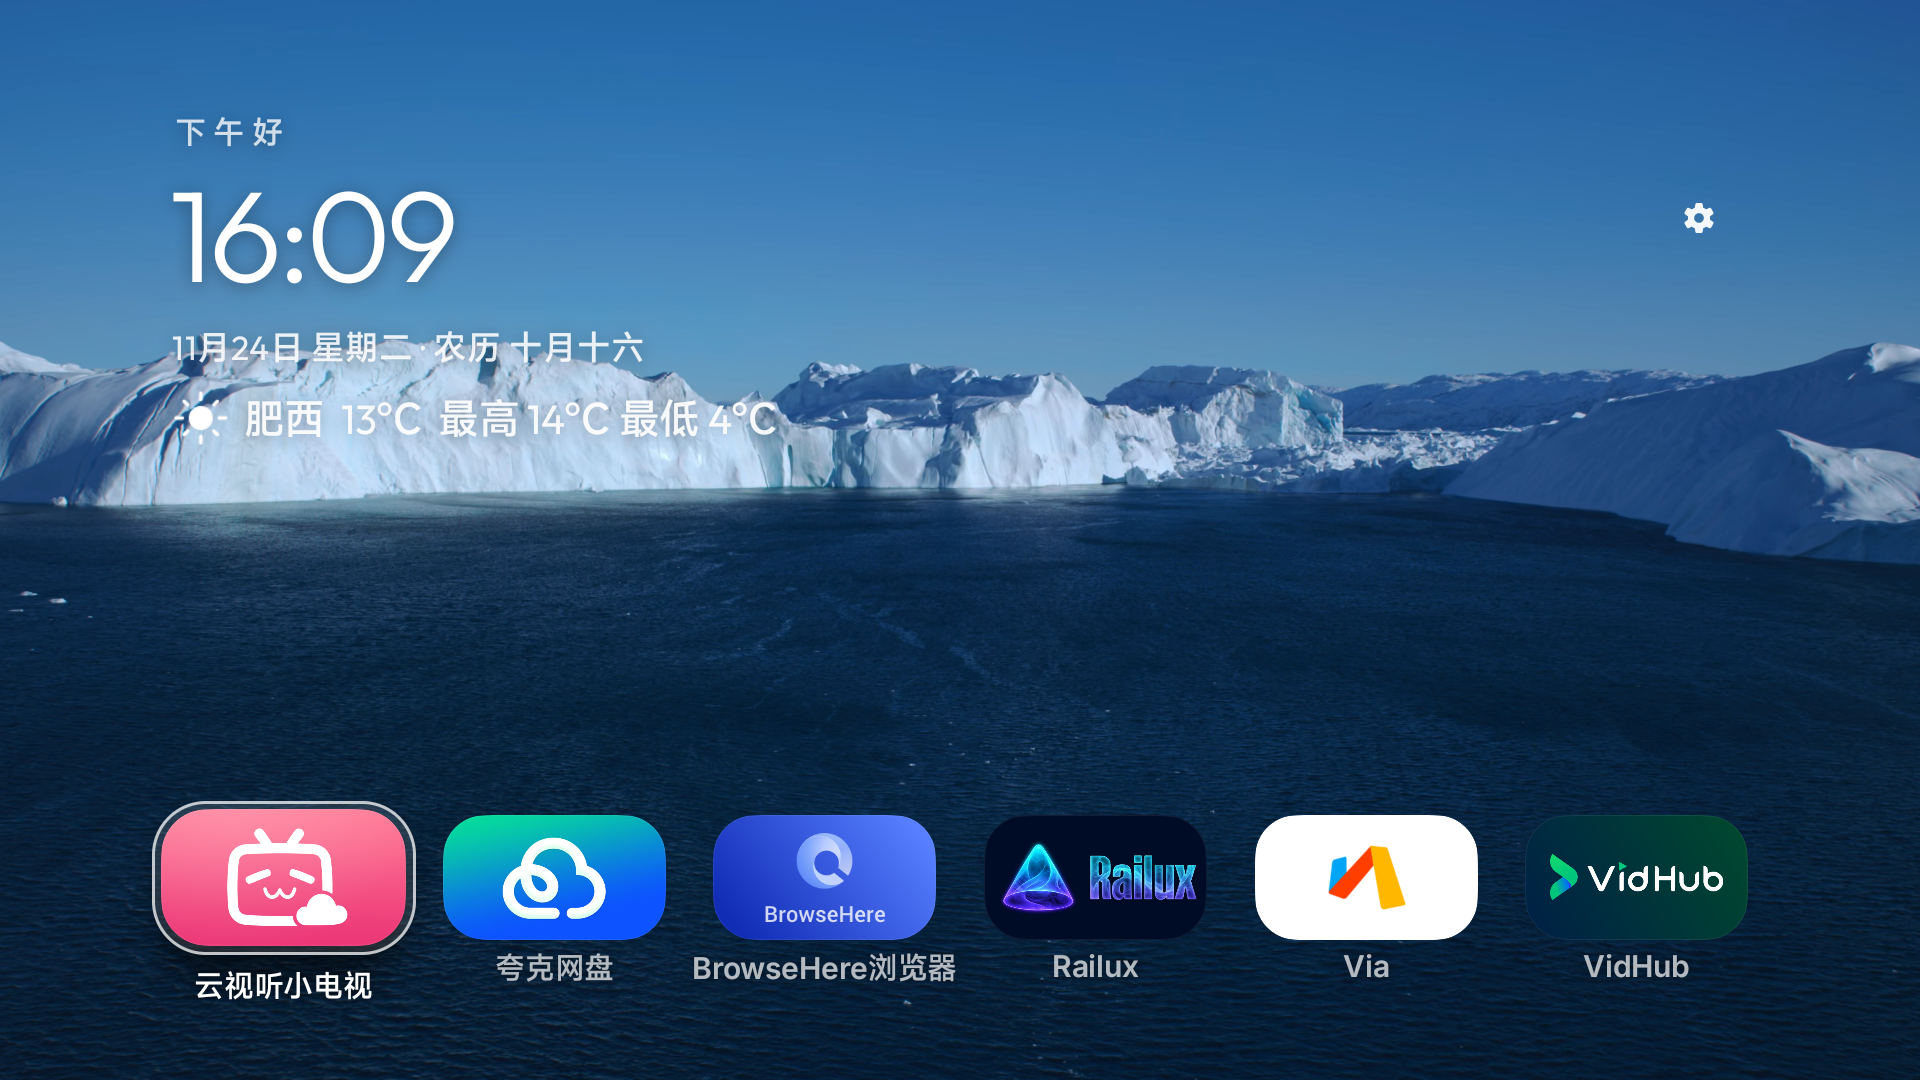 下午好
16:09
11月24日 星期二·农历 十月十六
肥西 13°C 最高 14°C 最低 4°C
BrowseHere
Railux
VidHub
云视听小电视
夸克网盘
BrowseHere浏览器
Railux
Via
VidHub